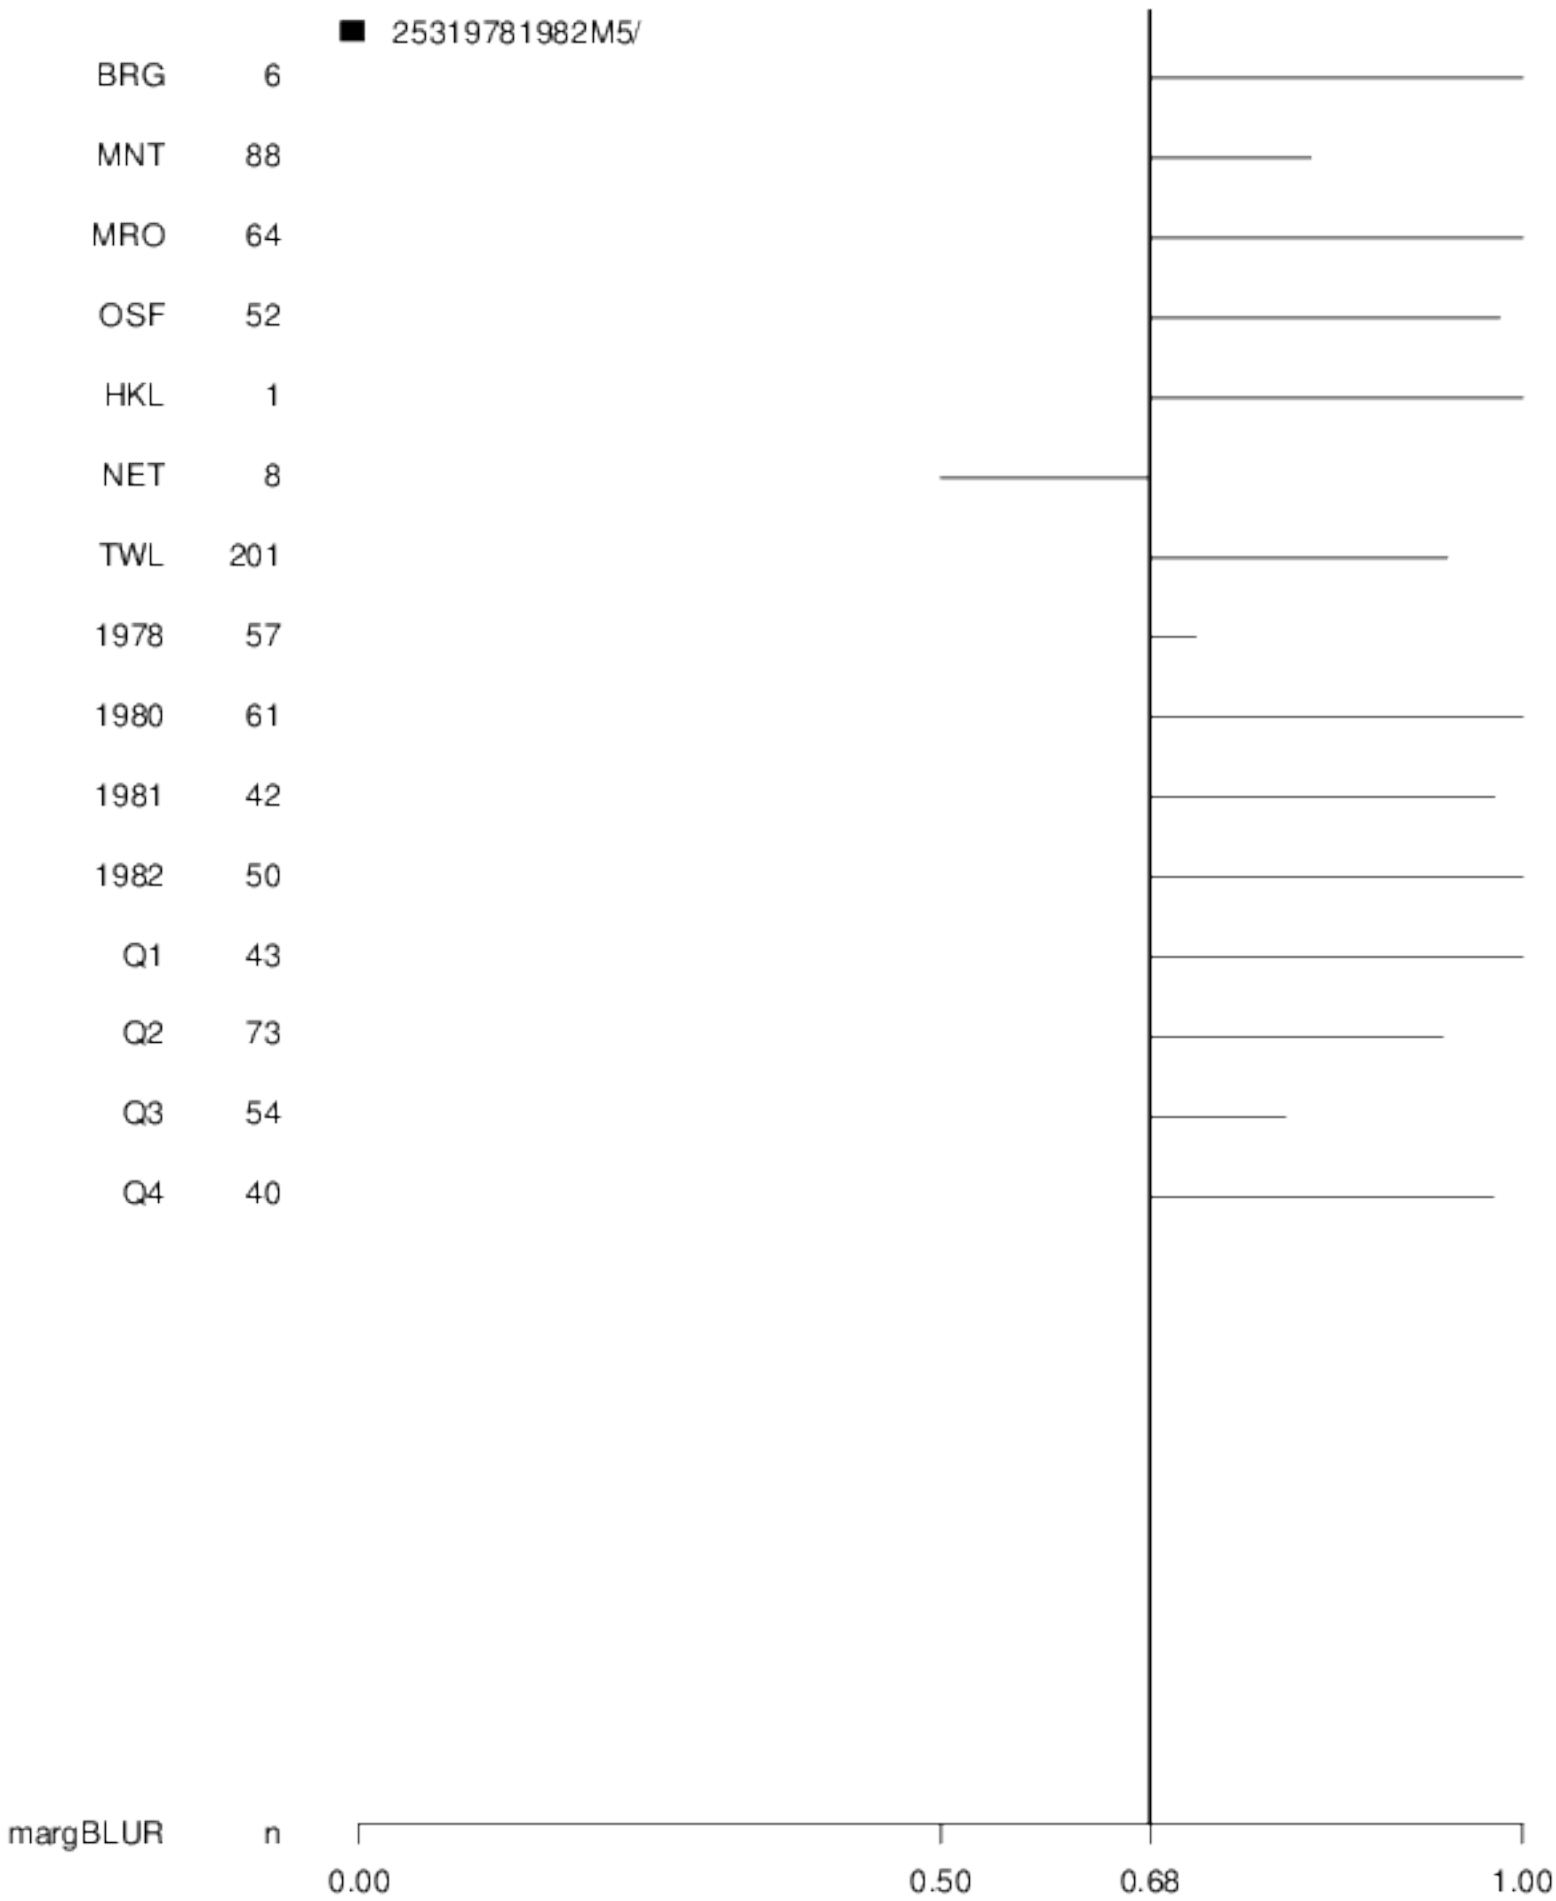 25319781982M5/
BRG 6
MNT 88
MRO 64
OSF 52
HKL 1
NET 8
TWL 201
1978 57
1980 61
1981 42
1982 50
Q1 43
Q2 73
Q3 54
Q4 40
margBLUR n
0.00 0.50 0.68 1.00